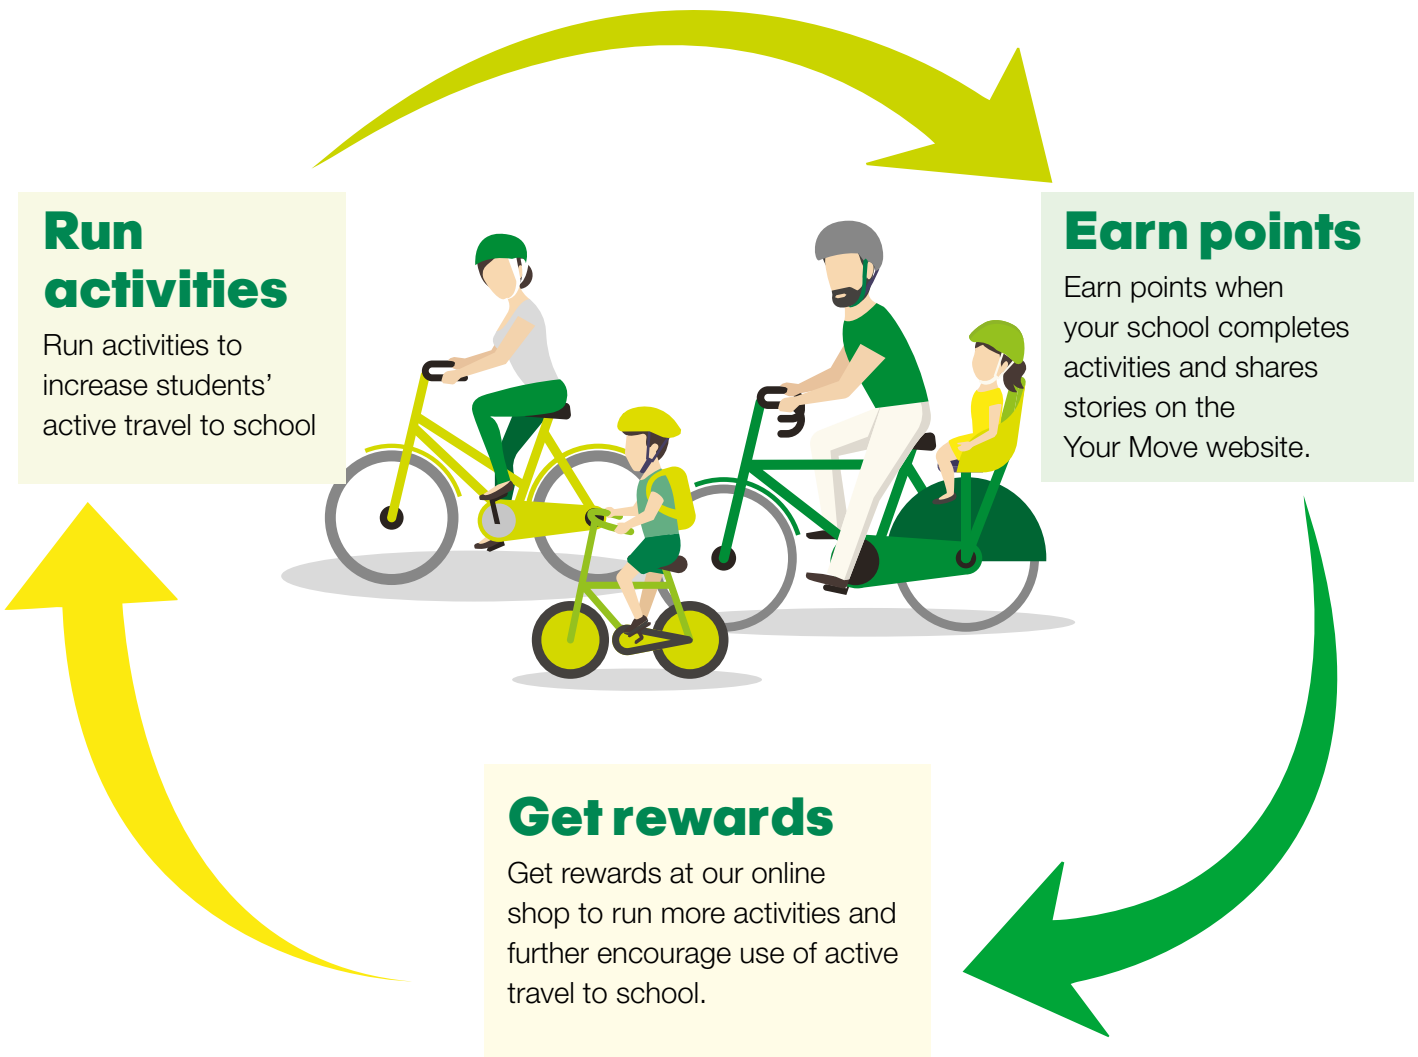 Run
activities
Run activities to
increase students’
active travel to school
Earn points
Earn points when
your school completes
activities and shares
stories on the
Your Move website.
Get rewards
Get rewards at our online
shop to run more activities and
further encourage use of active
travel to school.